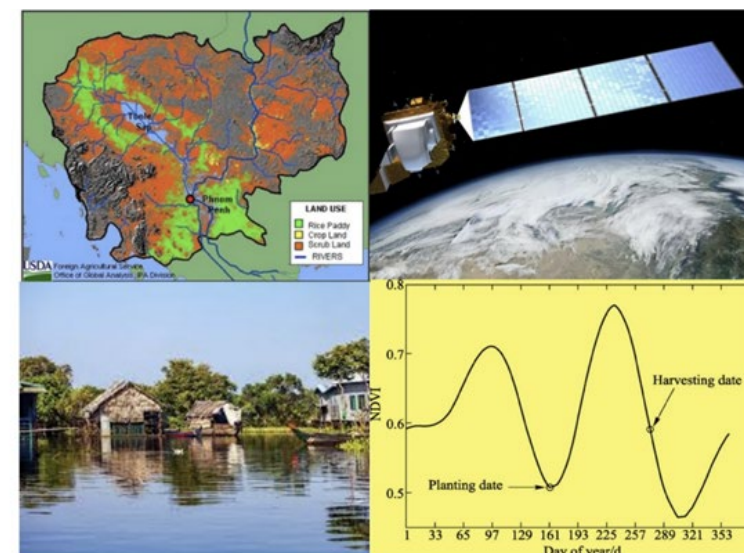 Tonle
Sap
Phnom
Penh
LAND USE
Rice Paddy
Crop Land
Scrub Land
RIVERS
USDA Foreign Agricultural Service
Office of Global Analysis, IPA Division
0.8
0.7
0.6
0.5
NDVI
Harvesting date
Planting date
1 33 65 97 129 161 193 225 257 289 321 353
Day of year/d